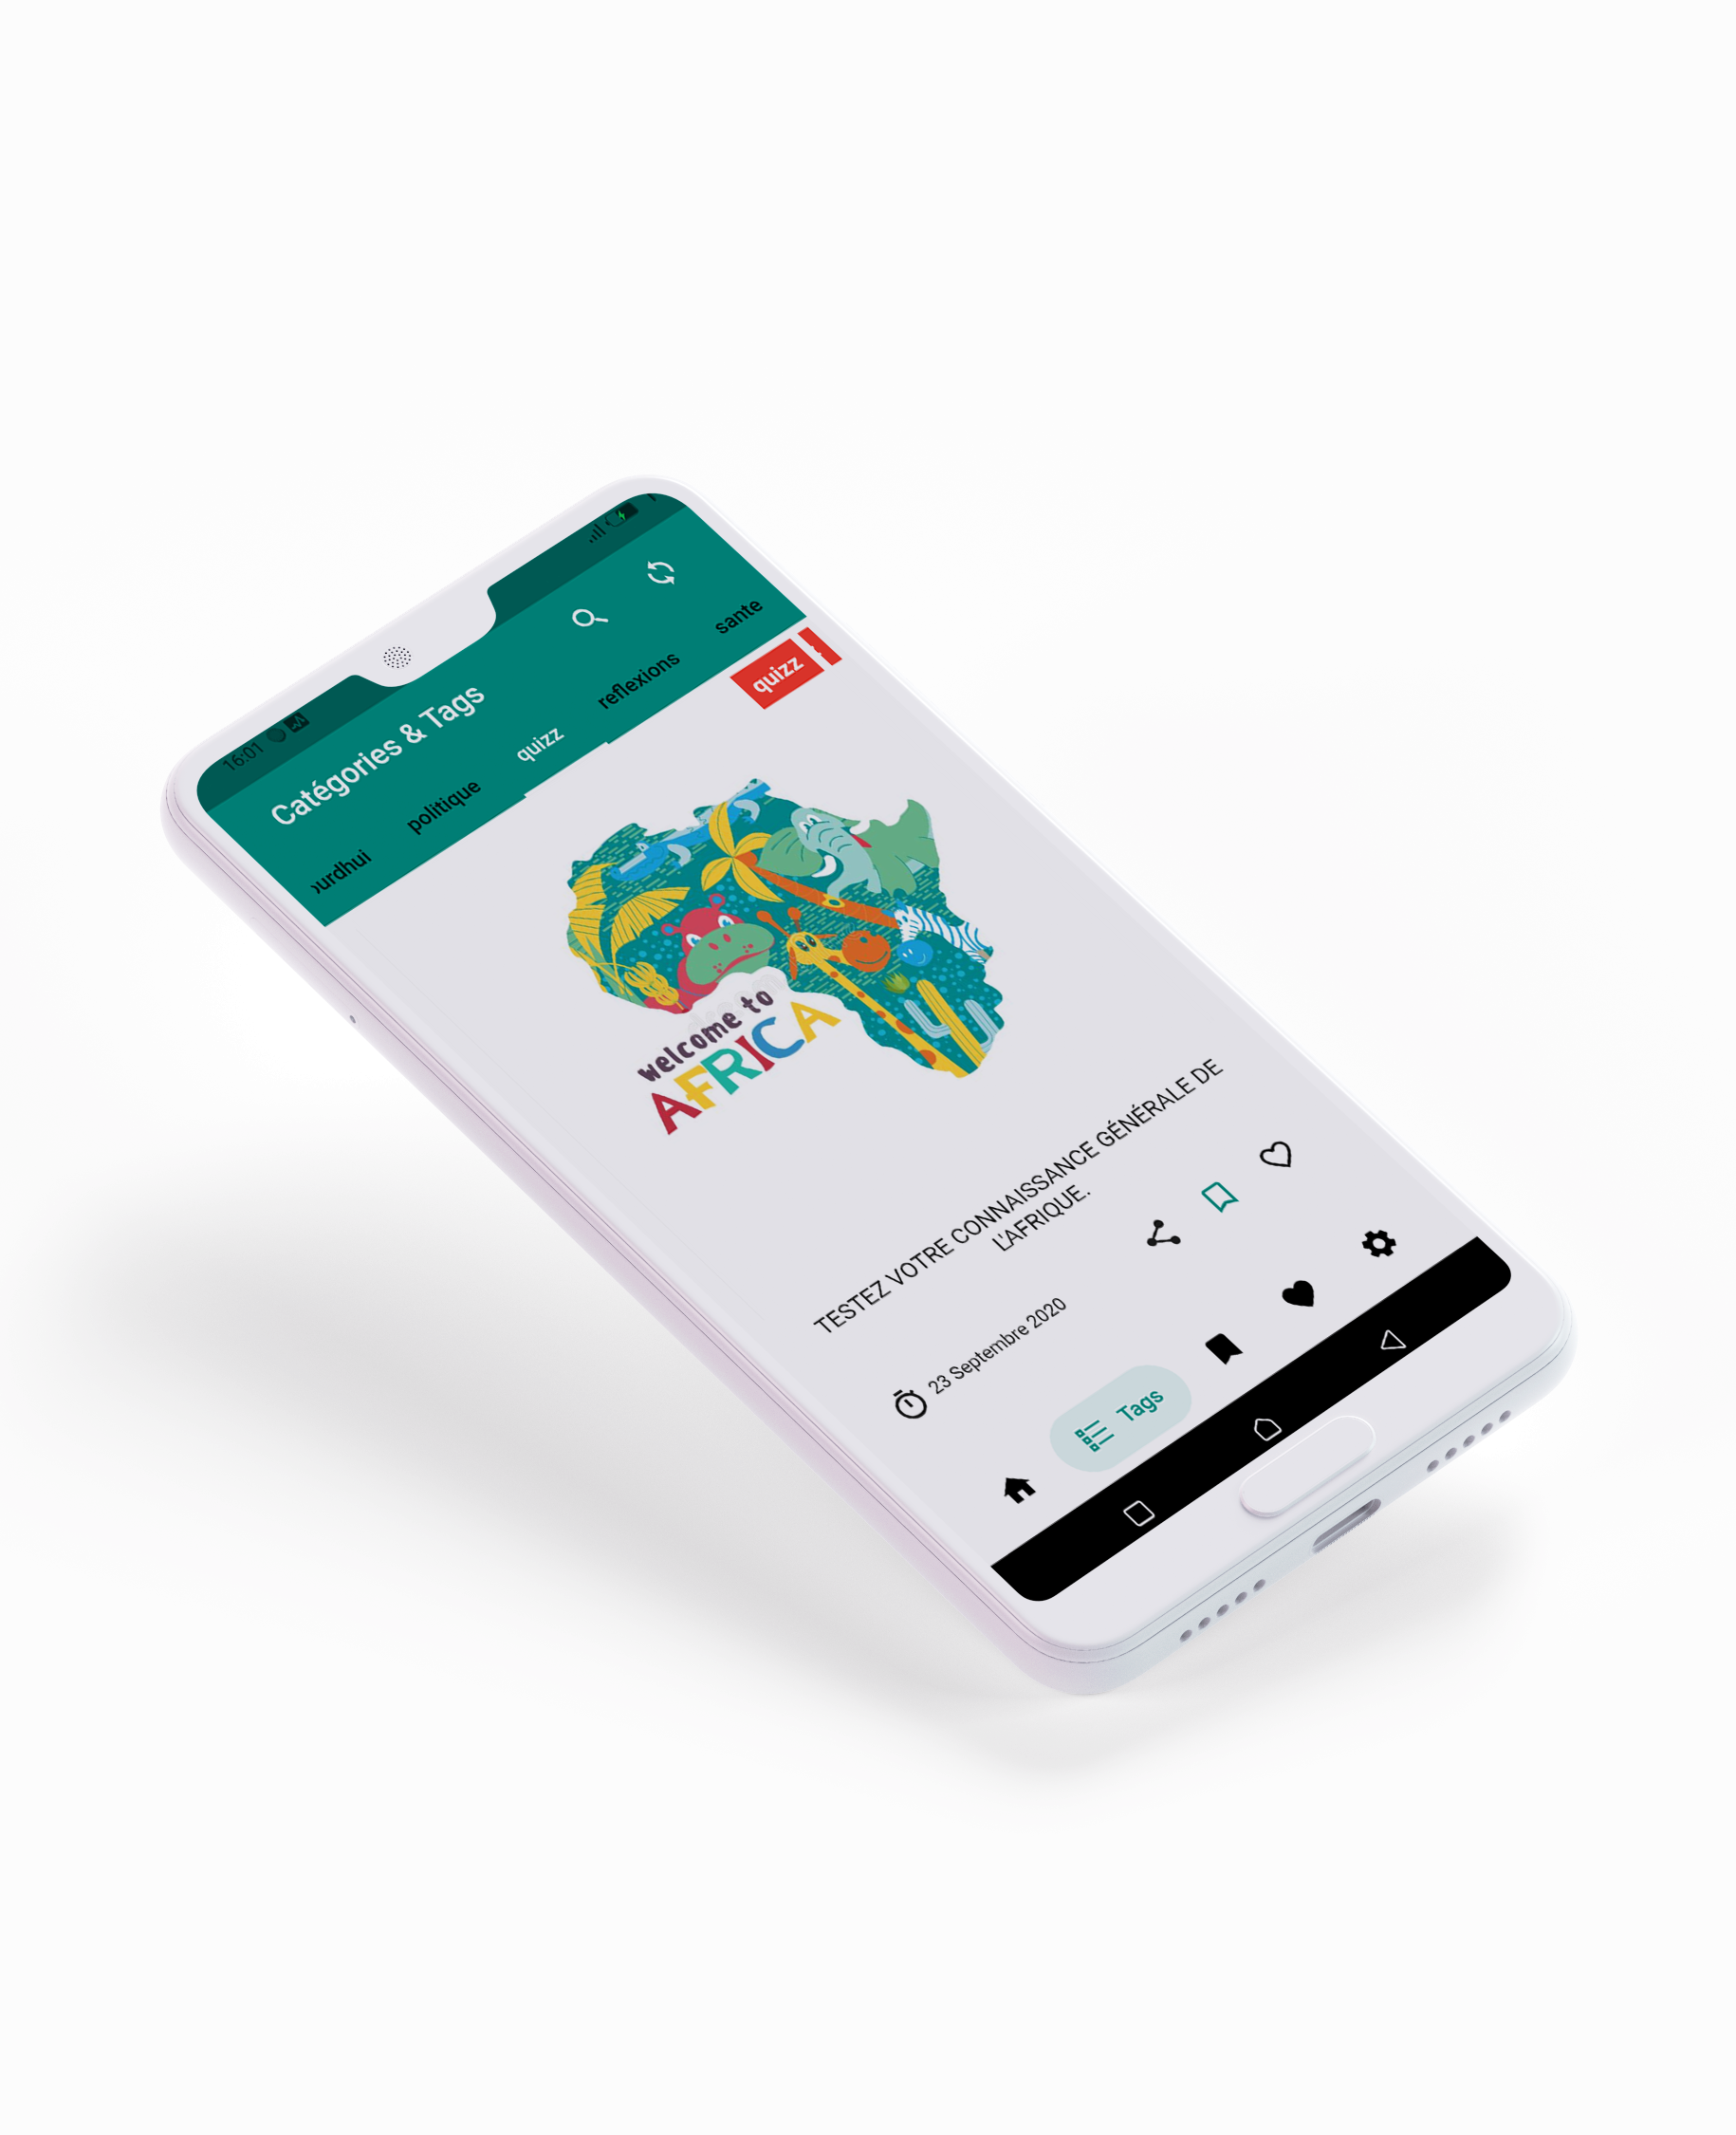 16:01
Catégories & Tags
ourdhui politique quizz reflexions sante
quizz
welcome to
AFRICA
TESTEZ VOTRE CONNAISSANCE GÉNÉRALE DE
L'AFRIQUE.
23 Septembre 2020
Tags